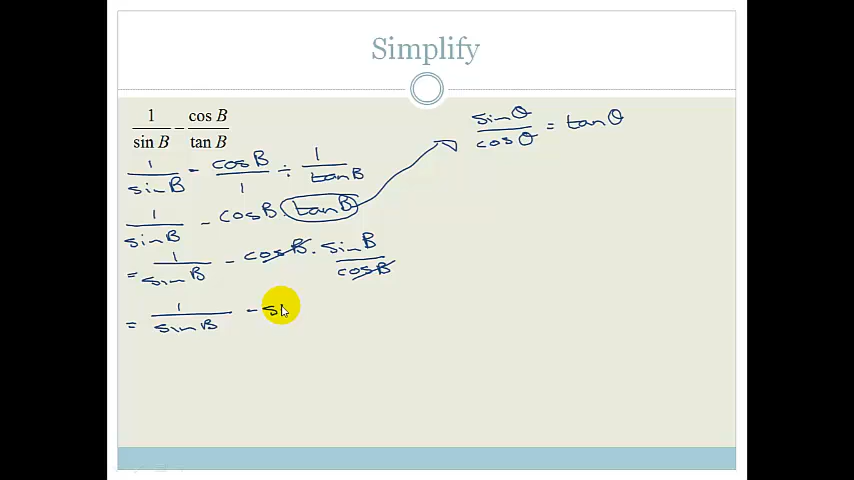 Simplify
1/sin B − cos B/tan B
sinθ/cosθ = tanθ
1/sinB - cosB/1 ÷ 1/tanB
1/sinB - cosB . tanB
= 1/sinB - cosB . sinB/cosB
= 1/sinB - si